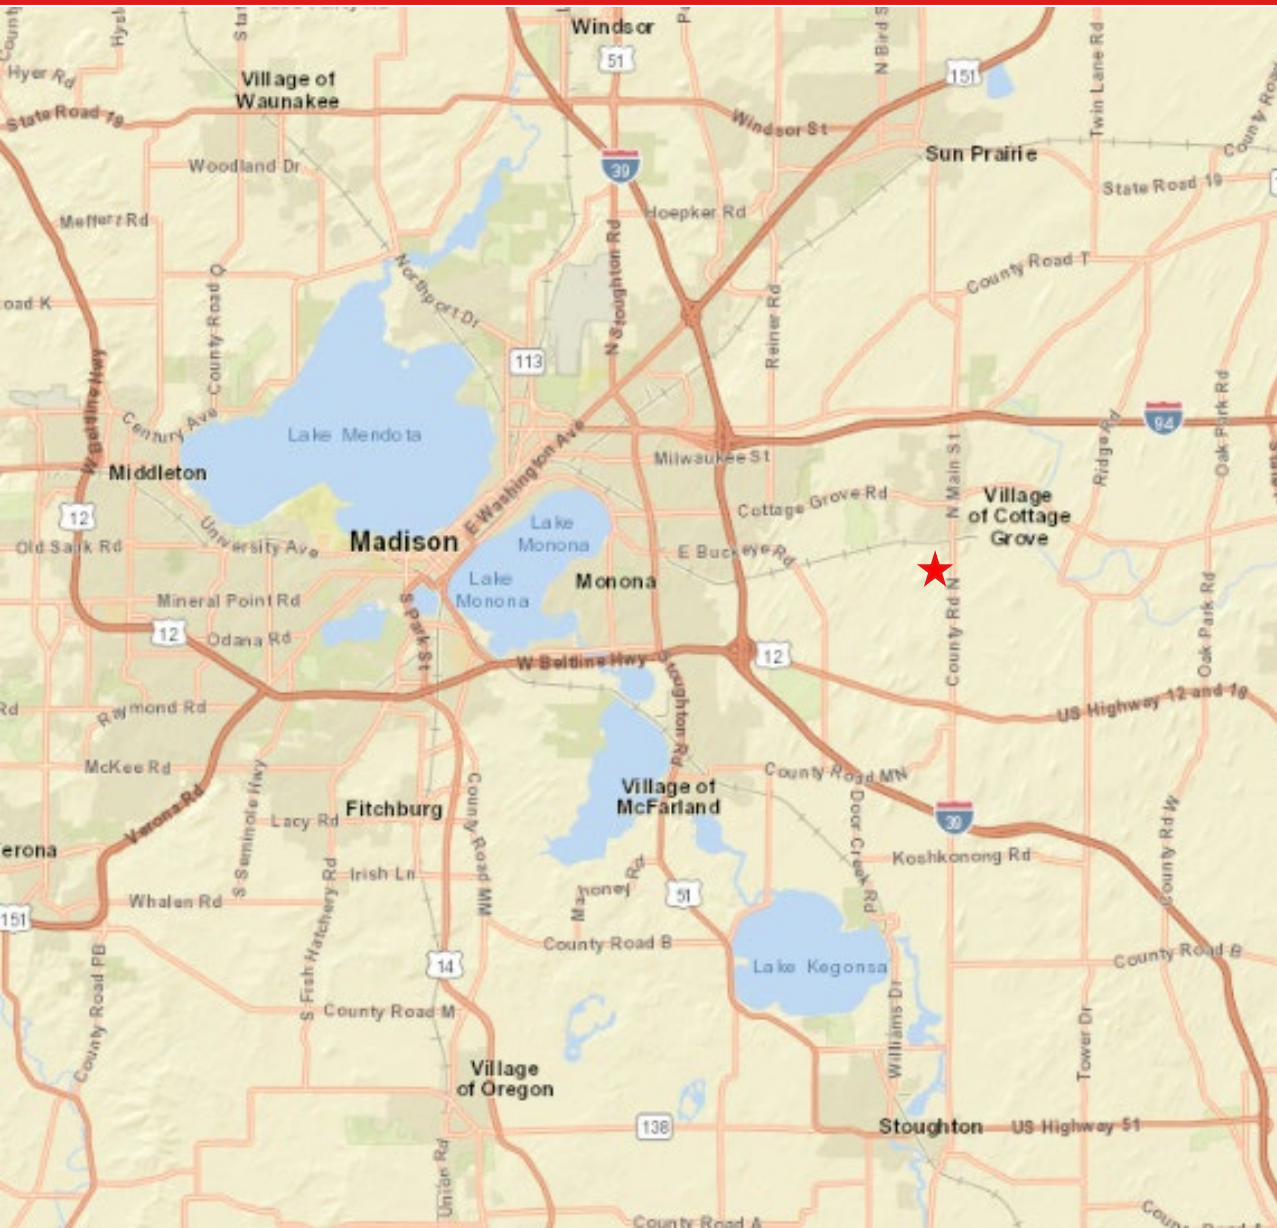 Windsor
51
151
N Bird S
Twin Lane Rd
Hyer Rd
Village of
Waunakee
State Road 19
Windsor St
Sun Prairie
39
Woodland Dr
State Road 19
Meffert Rd
Hoepker Rd
Northport Dr
County Road T
County Road Q
oad K
N Stoughton Rd
Reiner Rd
113
W Beltline Hwy
Century Ave
Lake Mendota
94
Ridge Rd
Oak Park Rd
Middleton
E Washington Ave
Milwaukee St
N Main St
Cottage Grove Rd
Village
of Cottage
Grove
12
University Ave
Old Sauk Rd
Madison
Lake
Monona
E Buckeye Rd
Lake
Monona
Monona
Mineral Point Rd
S Park St
County Rd N
Oak Park Rd
12
Odana Rd
W Beltline Hwy
Stoughton Rd
12
Raymond Rd
Rd
US Highway 12 and 18
McKee Rd
County Road MN
S Seminole Hwy
Verona Rd
Lacy Rd
Fitchburg
County Road MM
Village of
McFarland
Door Creek Rd
39
County Rd W
erona
Irish Ln
Koshkonong Rd
Whalen Rd
Mahoney Rd
51
151
S Fish Hatchery Rd
County Road B
County Road B
14
Lake Kegonsa
County Road PB
County Road M
Williams Dr
Tower Dr
Village
of Oregon
138
Stoughton
US Highway 51
Union Rd
County Road A